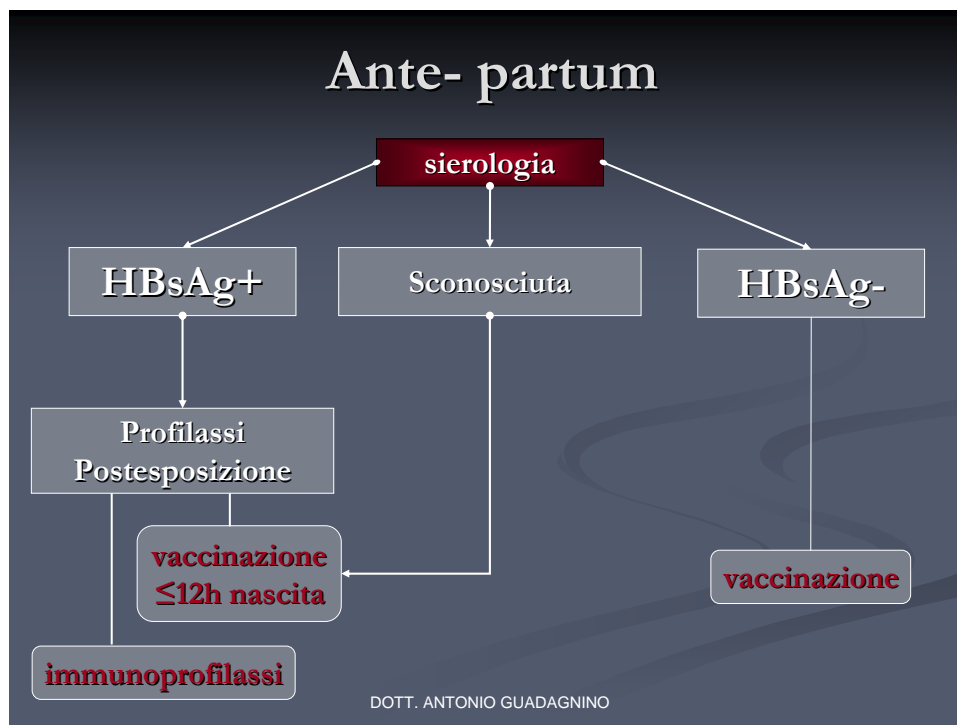 Ante- partum
sierologia
HBsAg+
Sconosciuta
HBsAg-
Profilassi
Postesposizione
vaccinazione
≤12h nascita
vaccinazione
immunoprofilassi
DOTT. ANTONIO GUADAGNINO